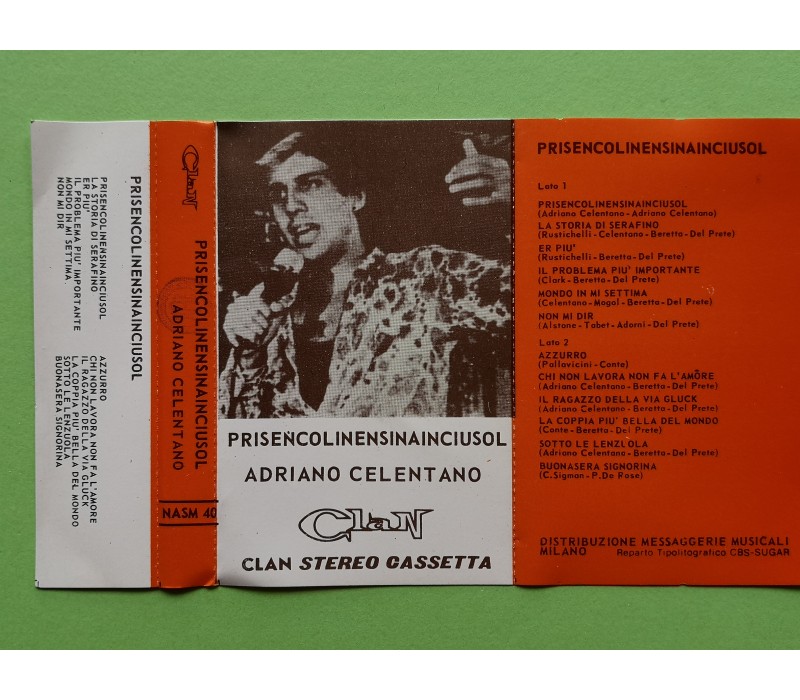 PRISENCOLINENSINAINCIUSOL
PRISENCOLINENSINAINCIUSOL
LA STORIA DI SERAFINO
ER PIU'
IL PROBLEMA PIU' IMPORTANTE
MONDO IN MI SETTIMA
NON MI DIR
AZZURRO
CHI NON LAVORA NON FA L'AMORE
IL RAGAZZO DELLA VIA GLUCK
LA COPPIA PIU' BELLA DEL MONDO
SOTTO LE LENZUOLA
BUONASERA SIGNORINA
Clan
PRISENCOLINENSINAINCIUSOL
ADRIANO CELENTANO
NASM 40
PRISENCOLINENSINAINCIUSOL
ADRIANO CELENTANO
Clan
CLAN STEREO CASSETTA
PRISENCOLINENSINAINCIUSOL
Lato 1
PRISENCOLINENSINAINCIUSOL
(Adriano Celentano - Adriano Celentano)
LA STORIA DI SERAFINO
(Rustichelli - Celentano - Beretta - Del Prete)
ER PIU'
(Rustichelli - Beretta - Del Prete)
IL PROBLEMA PIU' IMPORTANTE
(Clark - Beretta - Del Prete)
MONDO IN MI SETTIMA
(Celentano - Mogol - Beretta - Del Prete)
NON MI DIR
(Alstone - Tabet - Adorni - Del Prete)
Lato 2
AZZURRO
(Pallavicini - Conte)
CHI NON LAVORA NON FA L'AMORE
(Adriano Celentano - Beretta - Del Prete)
IL RAGAZZO DELLA VIA GLUCK
(Adriano Celentano - Beretta - Del Prete)
LA COPPIA PIU' BELLA DEL MONDO
(Conte - Beretta - Del Prete)
SOTTO LE LENZUOLA
(Adriano Celentano - Beretta - Del Prete)
BUONASERA SIGNORINA
(C. Sigman - P. De Rose)
DISTRIBUZIONE MESSAGGERIE MUSICALI
MILANO Reparto Tipolitografico CBS-SUGAR